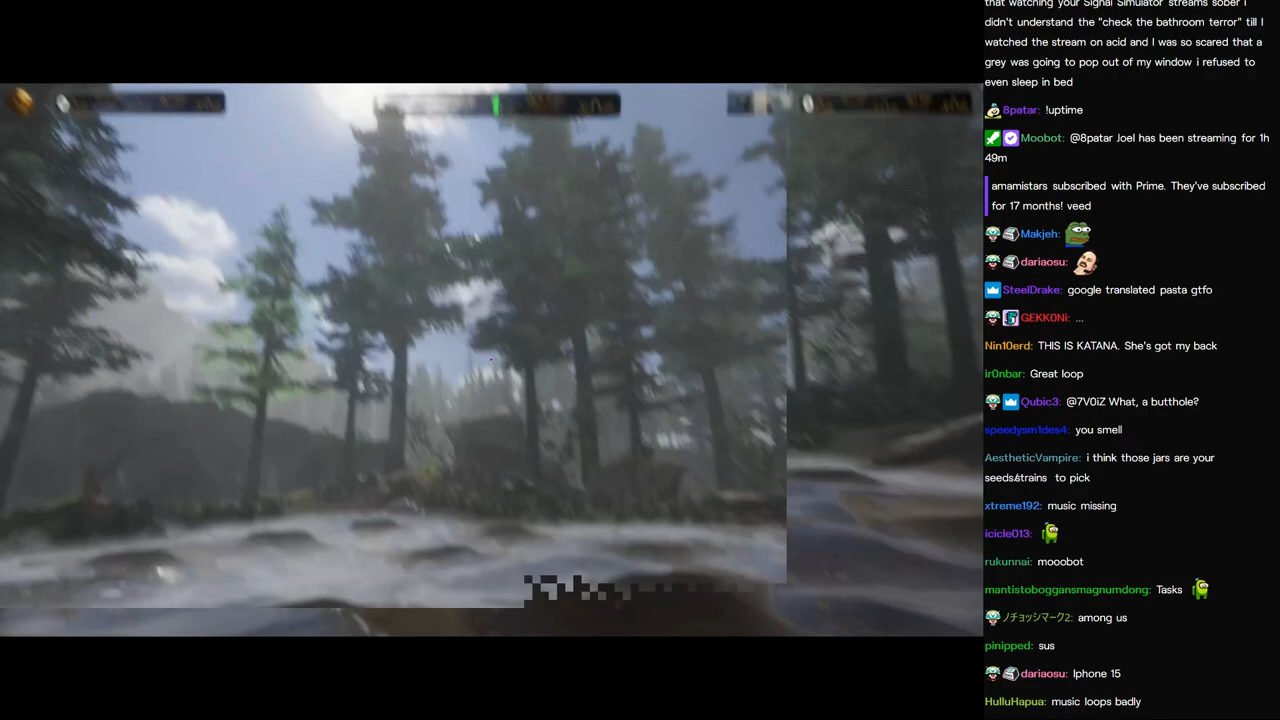 that watching your Signal Simulator streams sober I
didn't understand the "check the bathroom terror" till I
watched the stream on acid and I was so scared that a
grey was going to pop out of my window i refused to
even sleep in bed
8patar: !uptime
Moobot: @8patar Joel has been streaming for 1h
49m
amamistars subscribed with Prime. They've subscribed
for 17 months! veed
Makjeh:
dariaosu:
SteelDrake: google translated pasta gtfo
GEKK0Ni: ...
Nin10erd: THIS IS KATANA. She's got my back
ir0nbar: Great loop
Qubic3: @7V0iZ What, a butthole?
speedysm1des4: you smell
AestheticVampire: i think those jars are your
seeds/trains to pick
xtreme192: music missing
icicle013:
rukunnai: mooobot
mantistoboggansmagnumdong: Tasks
ノチョッシマーク2: among us
pinipped: sus
dariaosu: Iphone 15
HulluHapua: music loops badly